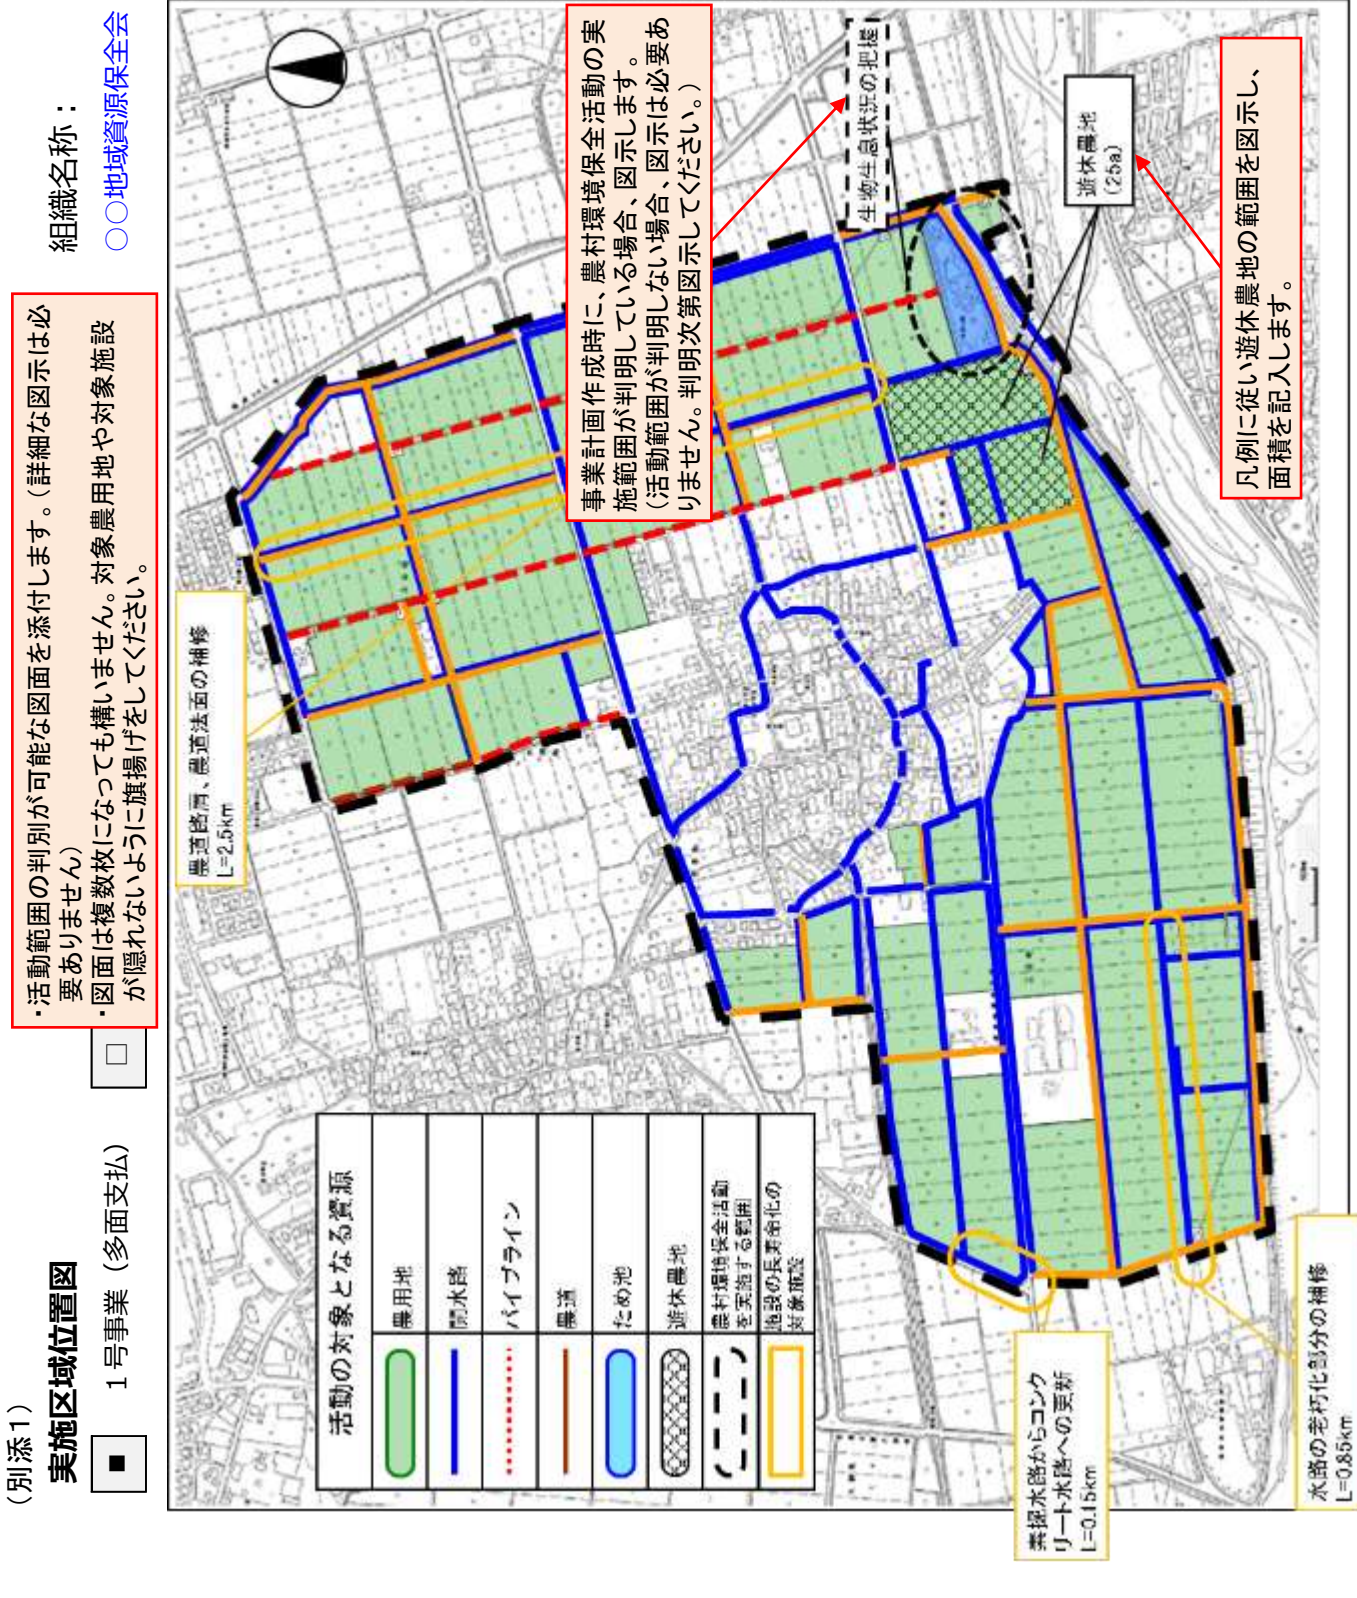 (別添１)
実施区域位置図
■ １号事業 (多面支払)
□
組織名称：
○○地域資源保全会
・活動範囲の判別が可能な図面を添付します。(詳細な図示は必
要ありません)
・図面は複数枚になっても構いません。対象農用地や対象施設
が隠れないように旗揚げをしてください。
農道路肩、農道法面の補修
L=2.5km
事業計画作成時に、農村環境保全活動の実
施範囲が判明している場合、図示します。
(活動範囲が判明しない場合、図示は必要あ
りません。判明次第図示してください。)
生物生息状況の把握
遊休農地
(25a)
凡例に従い遊休農地の範囲を図示し、
面積を記入します。
活動の対象となる資源
農用地
開水路
パイプライン
農道
ため池
遊休農地
農村環境保全活動
を実施する範囲
施設の長寿命化の
対象施設
素掘水路からコンク
リート水路への更新
L=0.15km
水路の老朽化部分の補修
L=0.85km